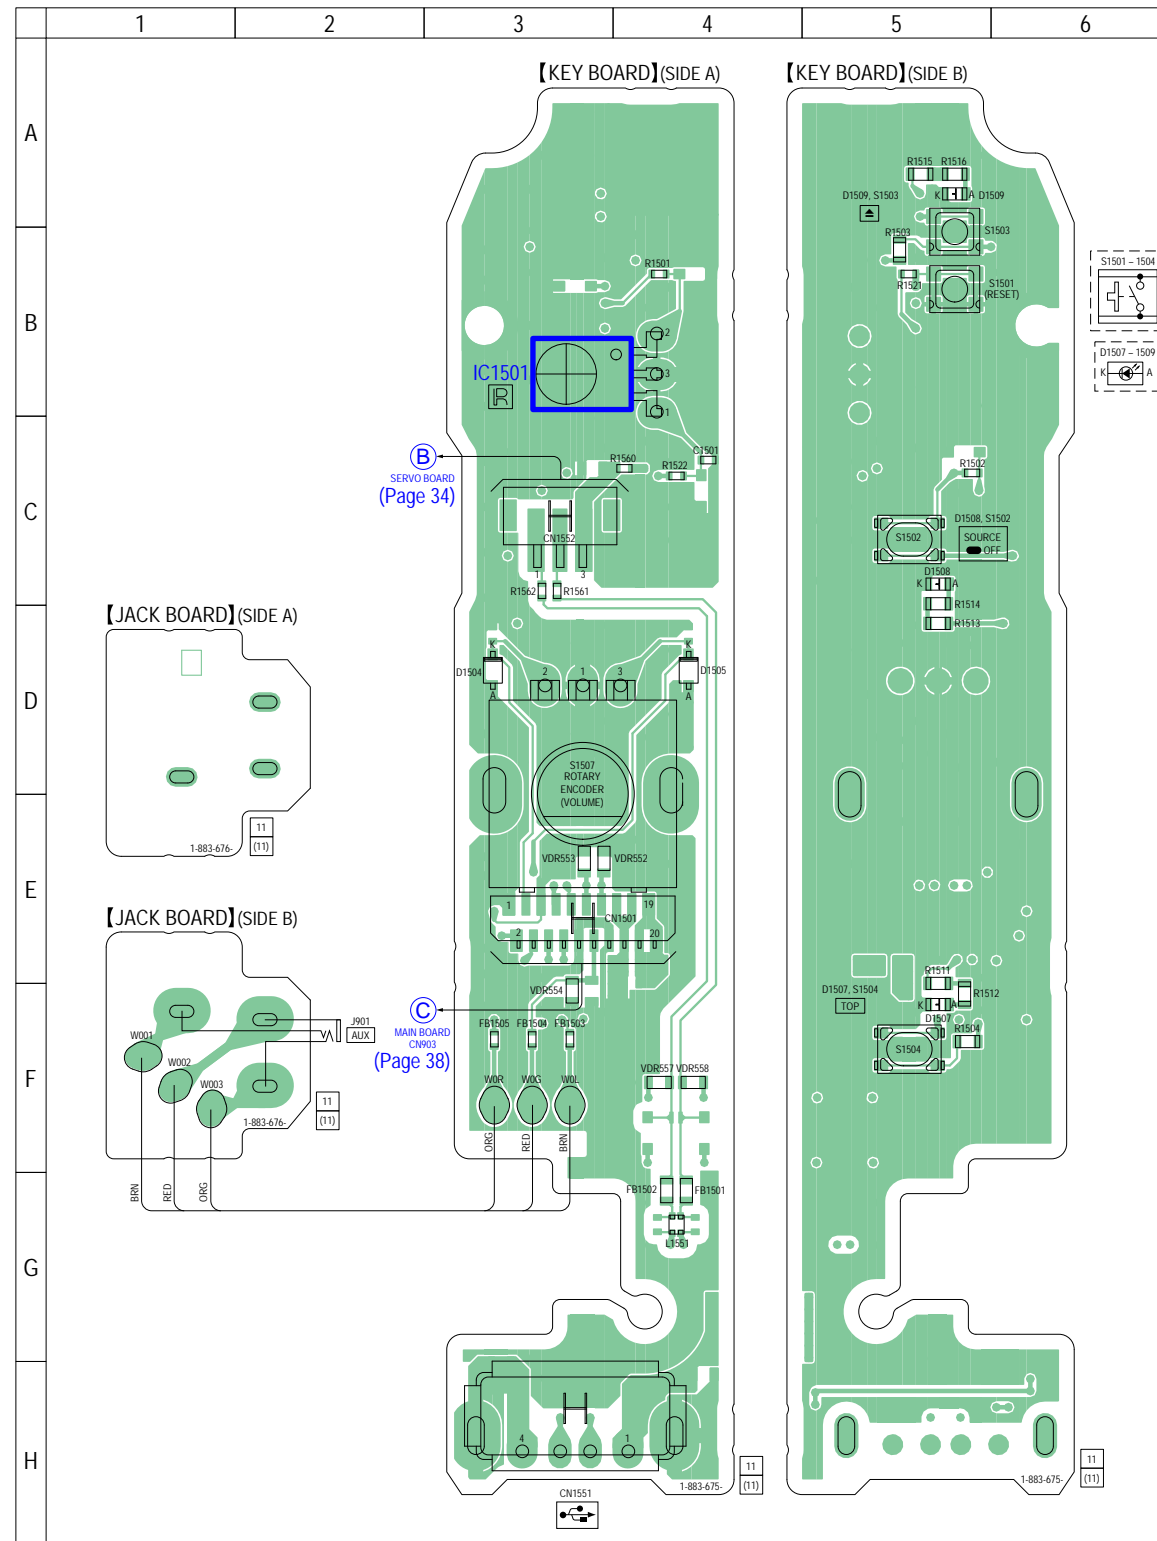 1 2 3 4 5 6
A
B
C
D
E
F
G
H
【KEY BOARD】(SIDE A)
R1501
2
3
1
IC1501
R
B
SERVO BOARD
(Page 34)
R1560
R1522
C1501
CN1552
1 3
R1562 R1561
K K
D1504 2 1 3 D1505
A A
S1507
ROTARY
ENCODER
(VOLUME)
VDR553 VDR552
1 19
CN1501
2 20
VDR554
C
MAIN BOARD
CN903
(Page 38)
FB1505 FB1504 FB1503
W0R W0G W0L
ORG RED BRN
VDR557 VDR558
FB1502 FB1501
L1551
4 1
1-883-675-
11
(11)
CN1551
【KEY BOARD】(SIDE B)
R1515 R1516
D1509, S1503
K A D1509
R1503 S1503
R1521
S1501
(RESET)
S1501 – 1504
D1507 – 1509
K A
R1502
D1508, S1502
S1502
SOURCE
OFF
D1508
K A
R1514
R1513
R1511
D1507, S1504
TOP
K A
R1512
D1507
R1504
S1504
1-883-675-
11
(11)
【JACK BOARD】(SIDE A)
1-883-676-
11
(11)
【JACK BOARD】(SIDE B)
J901
AUX
W001
W002
W003
1-883-676-
11
(11)
BRN RED ORG